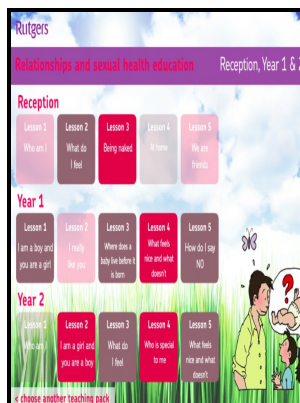 Rutgers
Relationships and sexual health education
Reception, Year 1 & 2
Reception
Lesson 1
Who am I
Lesson 2
What do
I feel
Lesson 3
Being naked
Lesson 4
At home
Lesson 5
We are
friends
Year 1
Lesson 1
I am a boy and
you are a girl
Lesson 2
I really
like you
Lesson 3
Where does a
baby live before it
is born
Lesson 4
What feels
nice and what
doesn't
Lesson 5
How do I say
NO
Year 2
Lesson 1
Who am I
Lesson 2
I am a girl and
you are a boy
Lesson 3
What do
I feel
Lesson 4
Who is special
to me
Lesson 5
What feels
nice and what
doesn't
?
< choose another teaching pack